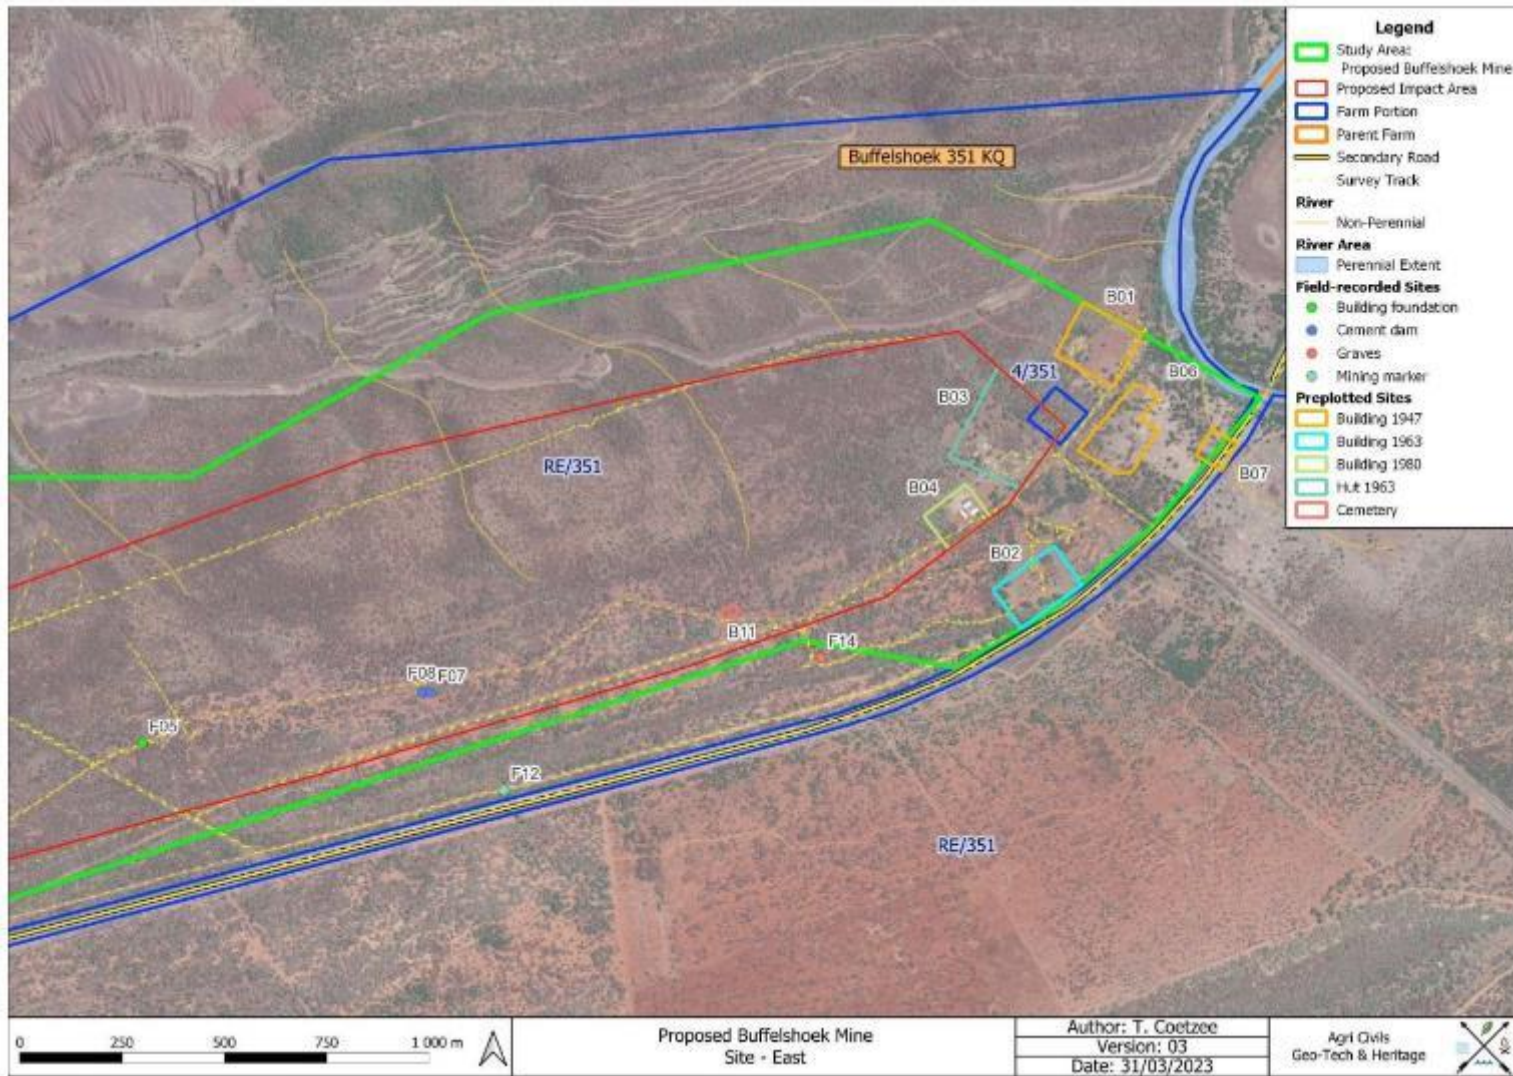 Legend
Study Area:
Proposed Buffelshoek Mine
Proposed Impact Area
Farm Portion
Parent Farm
Secondary Road
Survey Track
River
Non-Perennial
River Area
Perennial Extent
Field-recorded Sites
Building foundation
Cement dam
Graves
Mining marker
Preplotted Sites
Building 1947
Building 1963
Building 1980
Hut 1963
Cemetery
Buffelshoek 351 KQ
B01
B06
4/351
B03
RE/351
B07
B04
B02
B11
F14
F08 F07
F05
F12
RE/351
0 250 500 750 1 000 m
Proposed Buffelshoek Mine
Site - East
Author: T. Coetzee
Version: 03
Date: 31/03/2023
Agri Civils
Geo-Tech & Heritage